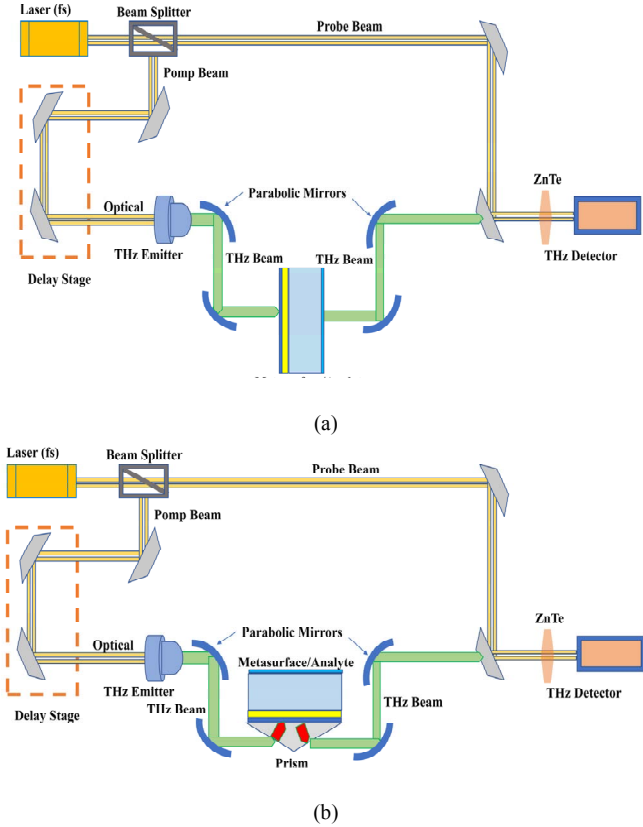 Laser (fs)
Beam Splitter
Probe Beam
Pomp Beam
ZnTe
Optical
Parabolic Mirrors
THz Emitter
THz Beam
THz Beam
THz Detector
Delay Stage
(a)
Laser (fs)
Beam Splitter
Probe Beam
Pomp Beam
ZnTe
Optical
Parabolic Mirrors
Metasurface/Analyte
THz Emitter
THz Beam
THz Beam
THz Detector
Delay Stage
Prism
(b)